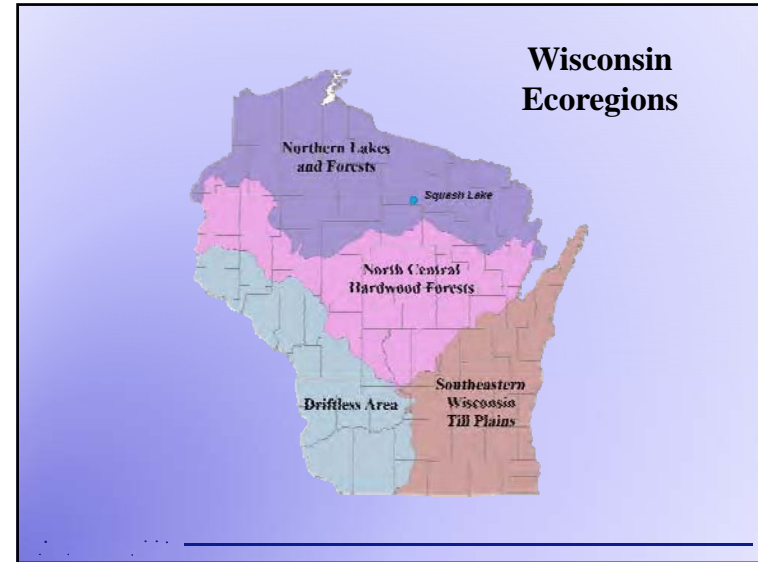 Wisconsin
Ecoregions
Northern Lakes
and Forests
Squash Lake
North Central
Hardwood Forests
Southeastern
Wisconsin
Till Plains
Driftless Area